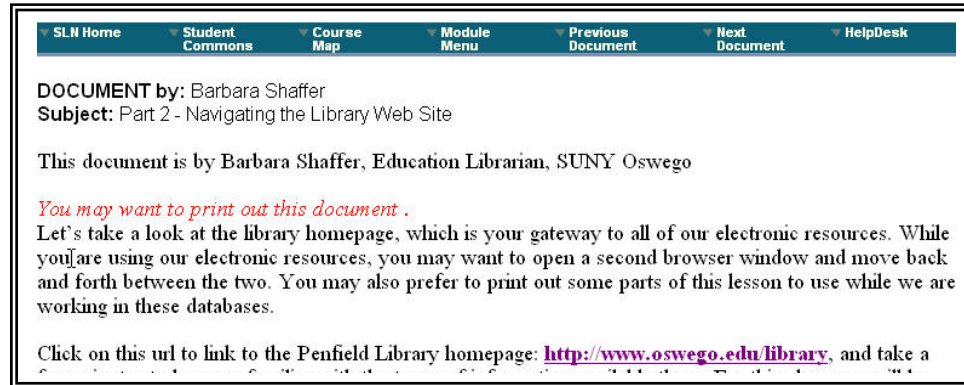 SLN Home Student Commons Course Map Module Menu Previous Document Next Document HelpDesk
DOCUMENT by: Barbara Shaffer
Subject: Part 2 - Navigating the Library Web Site
This document is by Barbara Shaffer, Education Librarian, SUNY Oswego
You may want to print out this document .
Let's take a look at the library homepage, which is your gateway to all of our electronic resources. While
you are using our electronic resources, you may want to open a second browser window and move back
and forth between the two. You may also prefer to print out some parts of this lesson to use while we are
working in these databases.
Click on this url to link to the Penfield Library homepage: http://www.oswego.edu/library, and take a